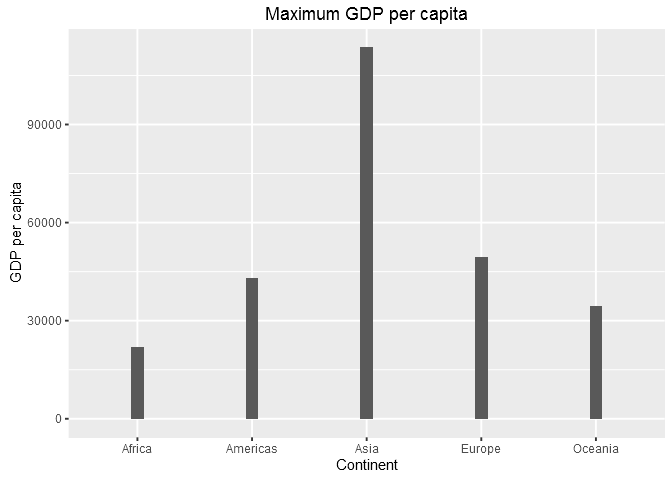 Maximum GDP per capita
GDP per capita
90000
60000
30000
0
Africa Americas Asia Europe Oceania
Continent